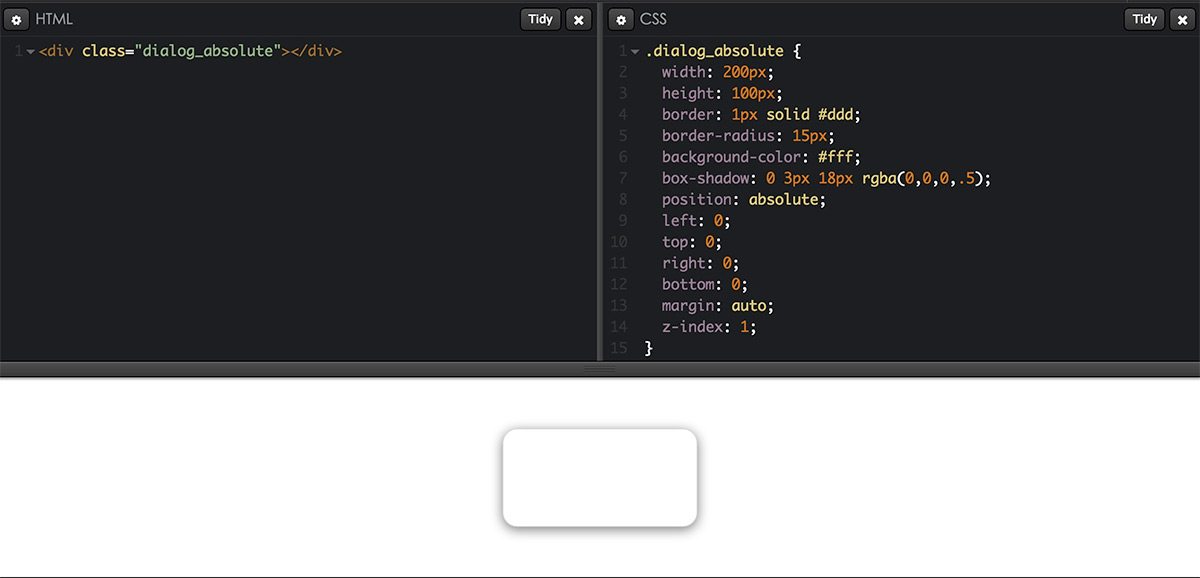 HTML
Tidy
1 <div class="dialog_absolute"></div>
CSS
Tidy
1 .dialog_absolute {
2 width: 200px;
3 height: 100px;
4 border: 1px solid #ddd;
5 border-radius: 15px;
6 background-color: #fff;
7 box-shadow: 0 3px 18px rgba(0,0,0,.5);
8 position: absolute;
9 left: 0;
10 top: 0;
11 right: 0;
12 bottom: 0;
13 margin: auto;
14 z-index: 1;
15 }